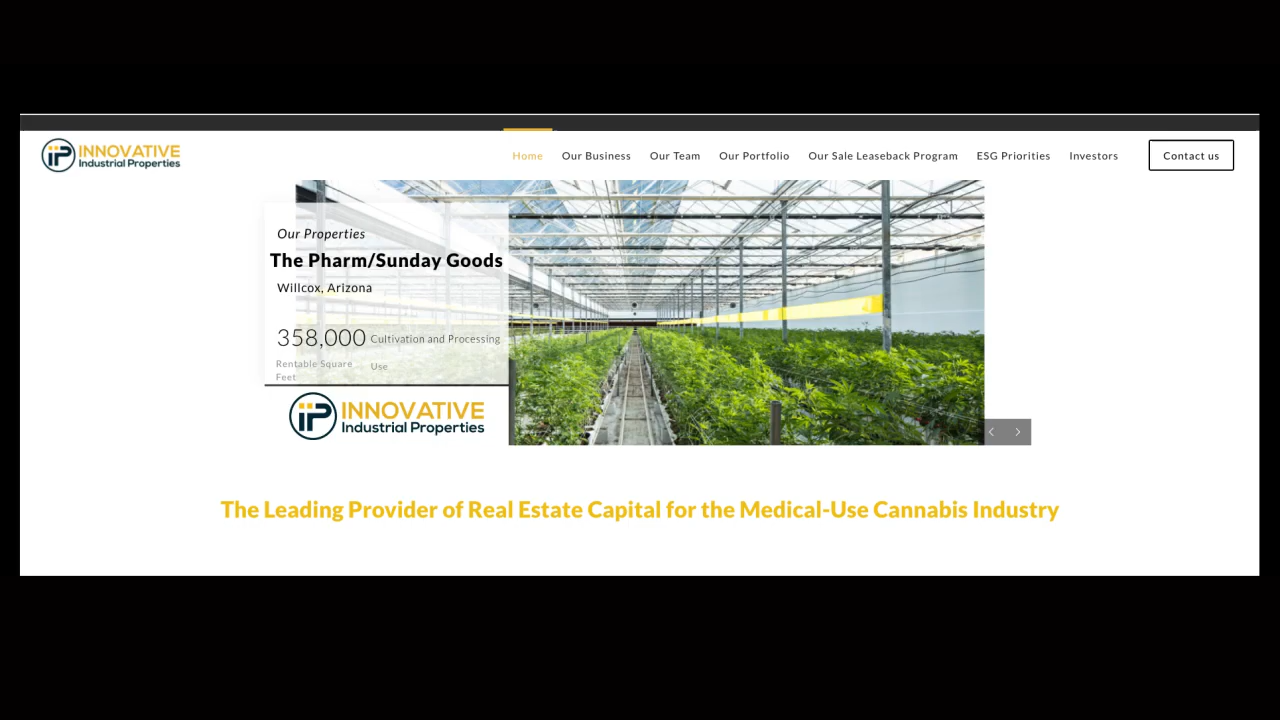 INNOVATIVE
Industrial Properties
Home Our Business Our Team Our Portfolio Our Sale Leaseback Program ESG Priorities Investors Contact us
Our Properties
The Pharm/Sunday Goods
Willcox, Arizona
358,000 Cultivation and Processing
Rentable Square
Feet
Use
INNOVATIVE
Industrial Properties
The Leading Provider of Real Estate Capital for the Medical-Use Cannabis Industry